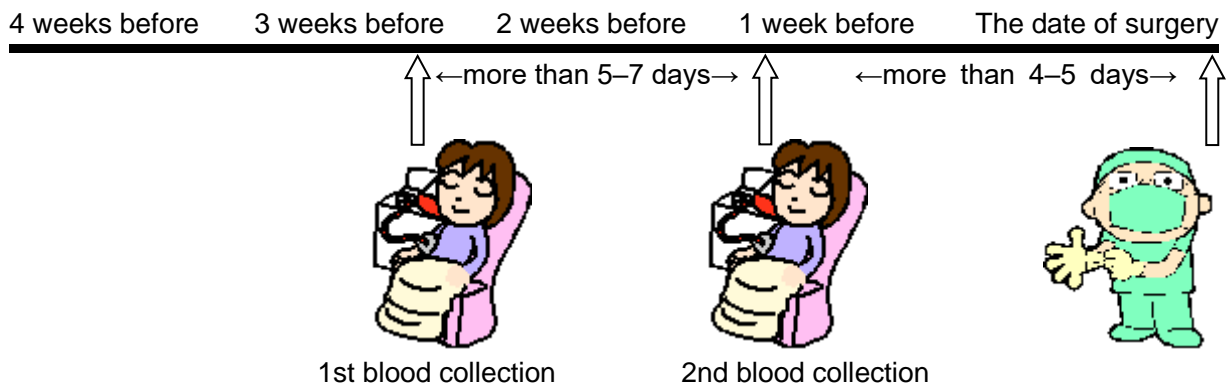 4 weeks before 3 weeks before 2 weeks before 1 week before The date of surgery
←more than 5–7 days→ ←more than 4–5 days→
1st blood collection 2nd blood collection